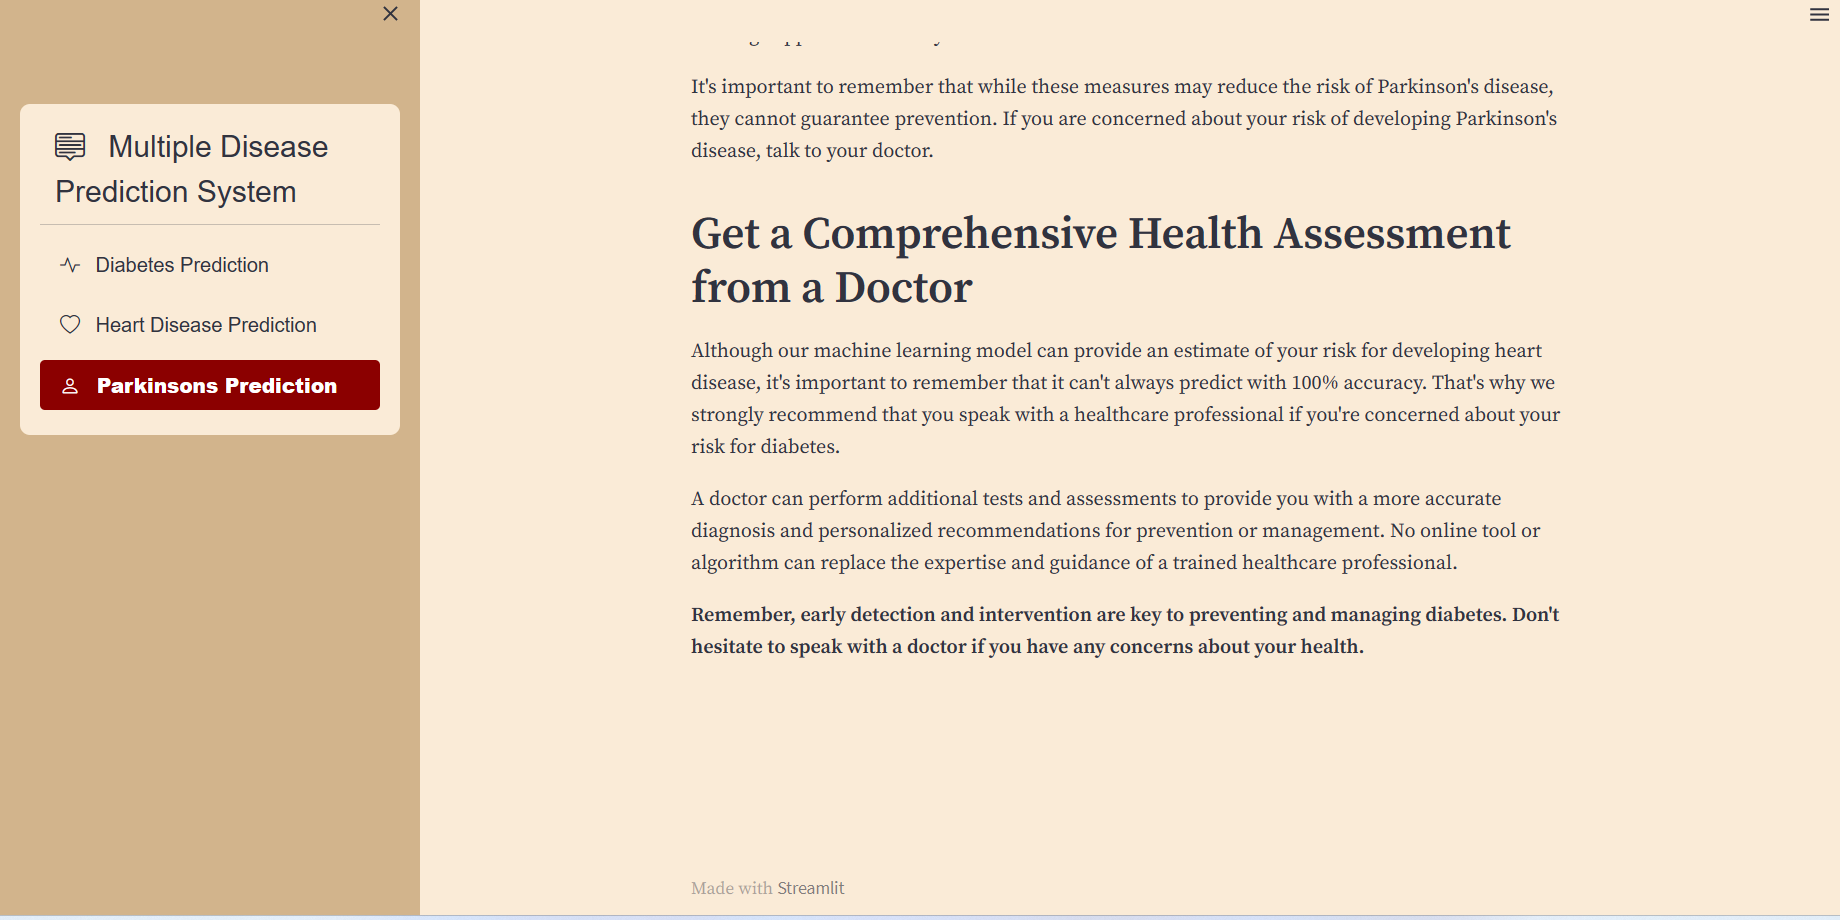 Multiple Disease
Prediction System
Diabetes Prediction
Heart Disease Prediction
Parkinsons Prediction
It's important to remember that while these measures may reduce the risk of Parkinson's disease,
they cannot guarantee prevention. If you are concerned about your risk of developing Parkinson's
disease, talk to your doctor.
Get a Comprehensive Health Assessment
from a Doctor
Although our machine learning model can provide an estimate of your risk for developing heart
disease, it's important to remember that it can't always predict with 100% accuracy. That's why we
strongly recommend that you speak with a healthcare professional if you're concerned about your
risk for diabetes.
A doctor can perform additional tests and assessments to provide you with a more accurate
diagnosis and personalized recommendations for prevention or management. No online tool or
algorithm can replace the expertise and guidance of a trained healthcare professional.
Remember, early detection and intervention are key to preventing and managing diabetes. Don't
hesitate to speak with a doctor if you have any concerns about your health.
Made with Streamlit